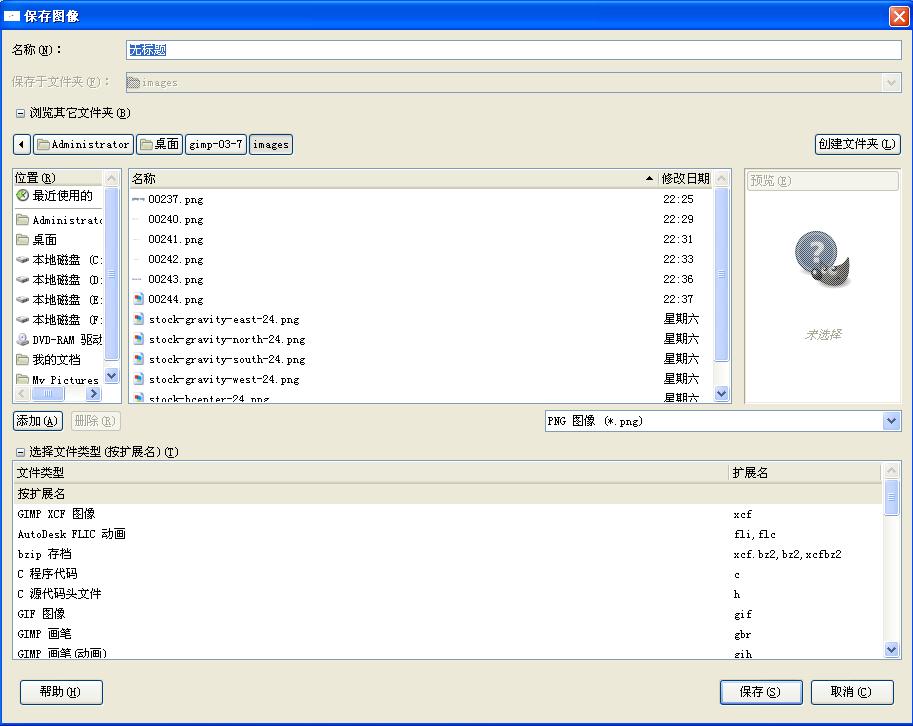 保存图像
名称(N)：
无标题
保存于文件夹(F)：
images
浏览其它文件夹(B)
Administrator 桌面 gimp-03-7 images 创建文件夹(L)
位置(R) 名称 修改日期 预览(E)
最近使用的 00237.png 22:25
Administrato 00240.png 22:29
桌面 00241.png 22:31
本地磁盘 (C: 00242.png 22:33
本地磁盘 (D: 00243.png 22:36
本地磁盘 (E: 00244.png 22:37
本地磁盘 (F: stock-gravity-east-24.png 星期六
DVD-RAM 驱动 stock-gravity-north-24.png 星期六
未选择
我的文档 stock-gravity-south-24.png 星期六
My Pictures stock-gravity-west-24.png 星期六
stock-hcenter-24.png 星期六
添加(A) 删除(R) PNG 图像 (*.png)
选择文件类型(按扩展名)(T)
文件类型 扩展名
按扩展名
GIMP XCF 图像 xcf
AutoDesk FLIC 动画 fli,flc
bzip 存档 xcf.bz2,bz2,xcfbz2
C 程序代码 c
C 源代码头文件 h
GIF 图像 gif
GIMP 画笔 gbr
GIMP 画笔(动画) gih
帮助(H) 保存(S) 取消(C)